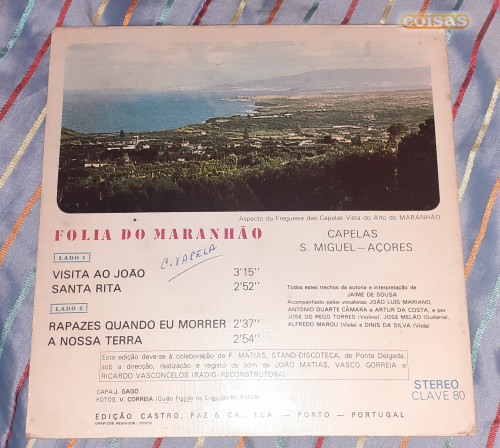 coisas
Aspecto da Freguesia das Capelas Vista do Alto do MARANHÃO
FOLIA DO MARANHÃO
CAPELAS
S. MIGUEL — AÇORES
C. VARELA
LADO 1
VISITA AO JOÃO 3'15''
SANTA RITA 2'52''
Todos estes trechos da autoria e interpretação de
JAIME DE SOUSA
Acompanhado pelos vocalistas JOÃO LUIS MARIANO,
ANTONIO DUARTE CÂMARA e ARTUR DA COSTA, e por
JOSÉ DO REGO TORRES (Violino), JOSÉ MELÃO (Guitarra),
ALFREDO MAROU (Viola) e DINIS DA SILVA (Viola)
LADO 2
RAPAZES QUANDO EU MORRER 2'37''
A NOSSA TERRA 2'54''
Esta edição deve-se à colaboração da F. MATIAS, STAND-DISCOTECA, de Ponta Delgada,
sob a direcção, realização e registo de som de JOÃO MATIAS, VASCO CORREIA e
RICARDO VASCONCELOS (RADIO-RECONSTRUTORA)
CAPA J. GAGO
FOTOS: V. CORREIA
EDIÇÃO CASTRO, PAZ & CA., LDA. — PORTO — PORTUGAL
STEREO
CLAVE 80